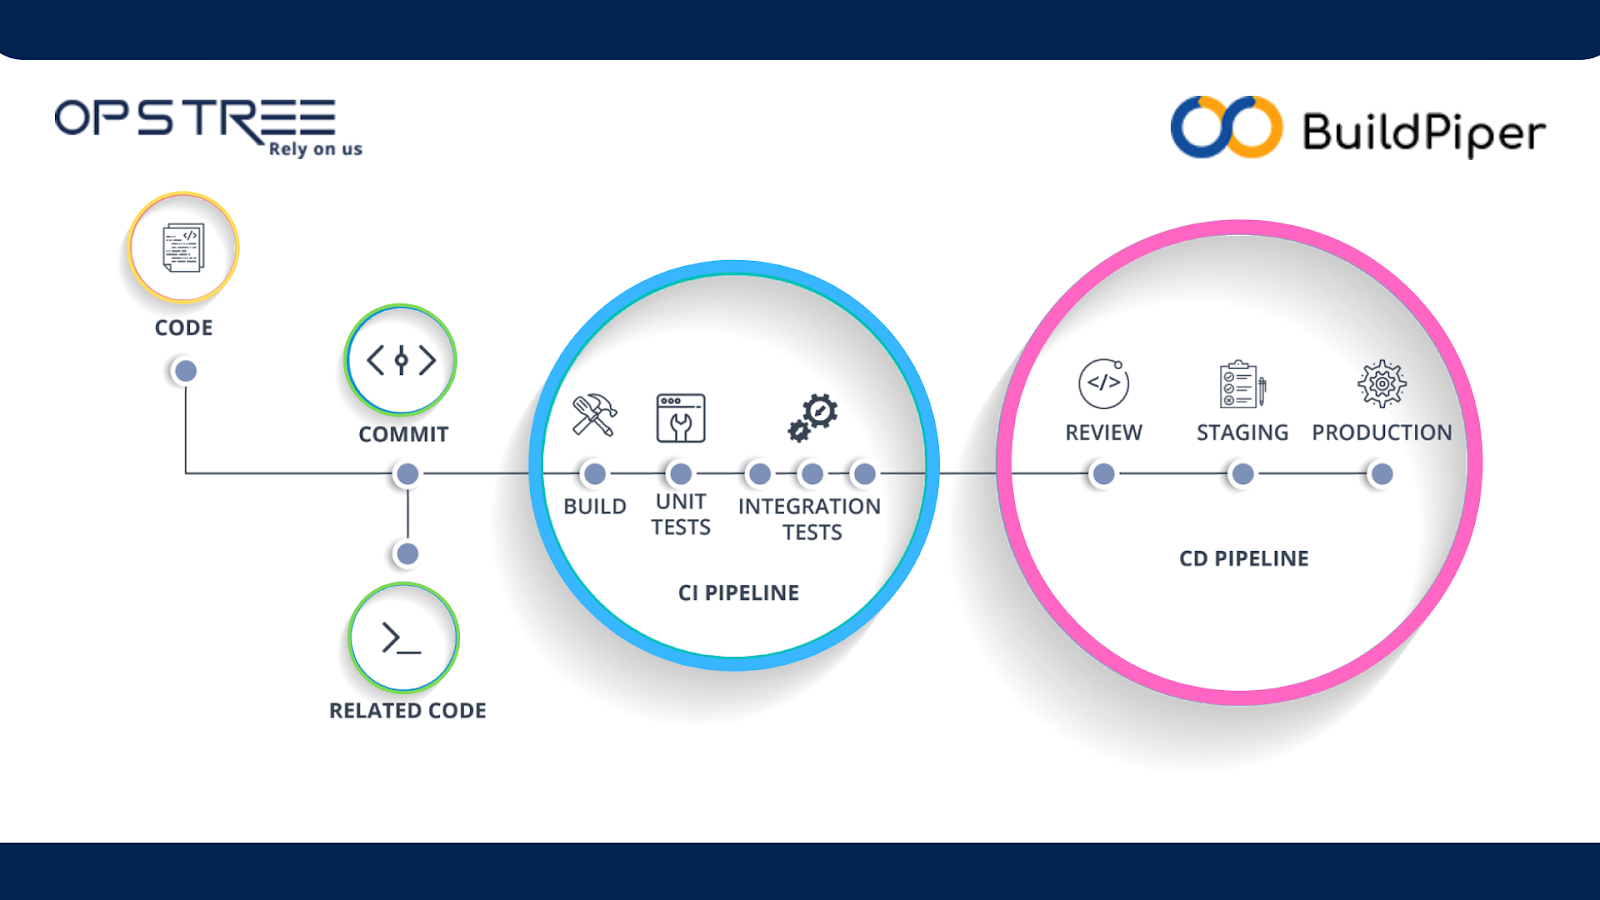 OPSTREE
Rely on us
BuildPiper
CODE
COMMIT
RELATED CODE
BUILD
UNIT
TESTS
INTEGRATION
TESTS
CI PIPELINE
REVIEW
STAGING
PRODUCTION
CD PIPELINE